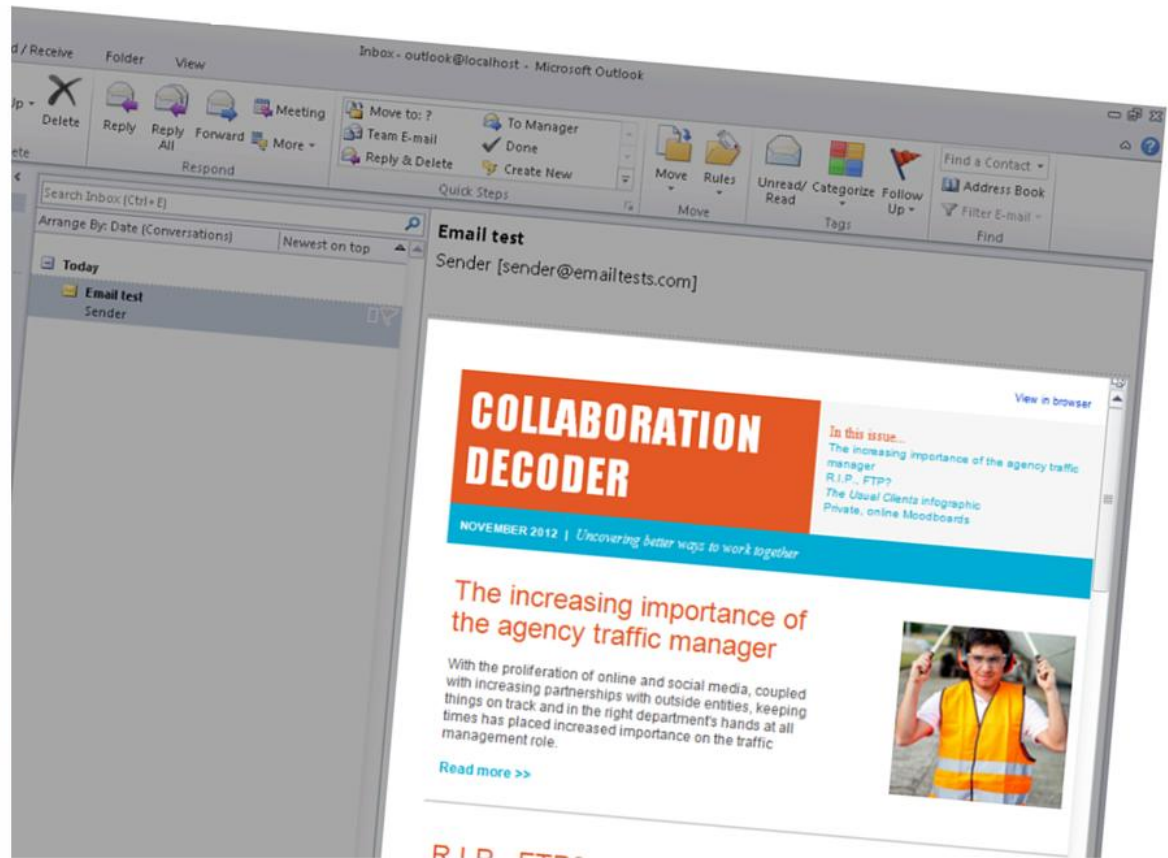 Inbox - outlook@localhost - Microsoft Outlook
d / Receive Folder View
Up
Delete
Reply
Reply
All
Forward
Meeting
More
Respond
Move to: ?
Team E-mail
Reply & Delete
To Manager
Done
Create New
Quick Steps
Move
Rules
Move
Unread/
Read
Categorize
Follow
Up
Tags
Find a Contact
Address Book
Filter E-mail
Find
Search Inbox (Ctrl+E)
Arrange By: Date (Conversations) Newest on top
Today
Email test
Sender
Email test
Sender [sender@emailtests.com]
View in browser
COLLABORATION
DECODER
In this issue...
The increasing importance of the agency traffic
manager
R.I.P., FTP?
The Usual Clients infographic
Private, online Moodboards
NOVEMBER 2012 | Uncovering better ways to work together
The increasing importance of
the agency traffic manager
With the proliferation of online and social media, coupled
with increasing partnerships with outside entities, keeping
things on track and in the right department's hands at all
times has placed increased importance on the traffic
management role.
Read more >>
R.I.P., FTP?